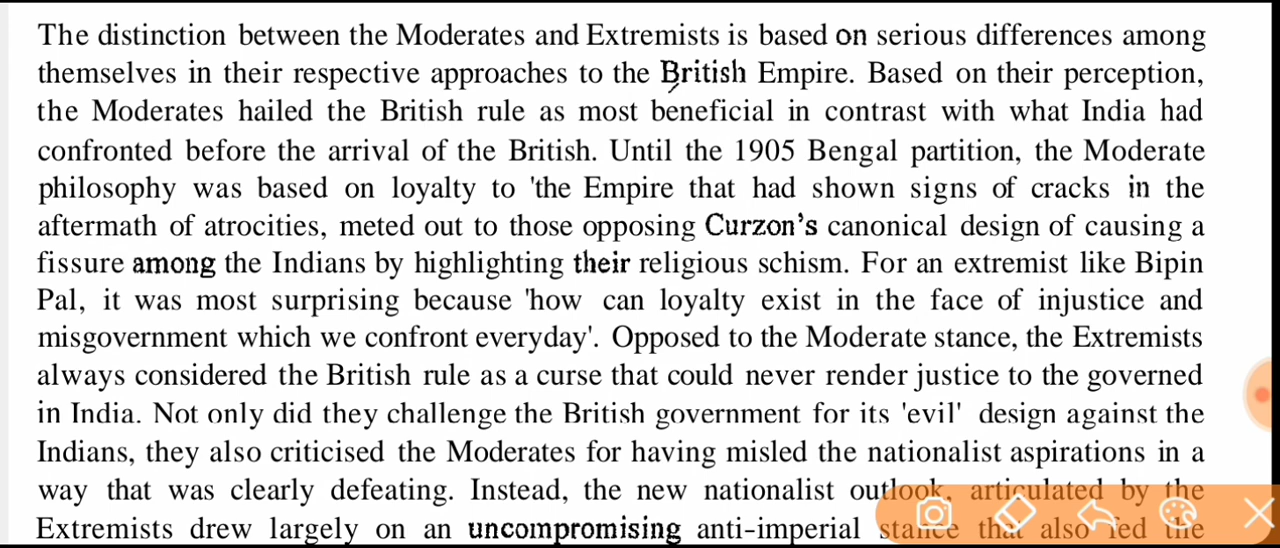 The distinction between the Moderates and Extremists is based on serious differences among
themselves in their respective approaches to the British Empire. Based on their perception,
the Moderates hailed the British rule as most beneficial in contrast with what India had
confronted before the arrival of the British. Until the 1905 Bengal partition, the Moderate
philosophy was based on loyalty to 'the Empire that had shown signs of cracks in the
aftermath of atrocities, meted out to those opposing Curzon's canonical design of causing a
fissure among the Indians by highlighting their religious schism. For an extremist like Bipin
Pal, it was most surprising because 'how can loyalty exist in the face of injustice and
misgovernment which we confront everyday'. Opposed to the Moderate stance, the Extremists
always considered the British rule as a curse that could never render justice to the governed
in India. Not only did they challenge the British government for its 'evil' design against the
Indians, they also criticised the Moderates for having misled the nationalist aspirations in a
way that was clearly defeating. Instead, the new nationalist outlook, articulated by the
Extremists drew largely on an uncompromising anti-imperial stance that also the